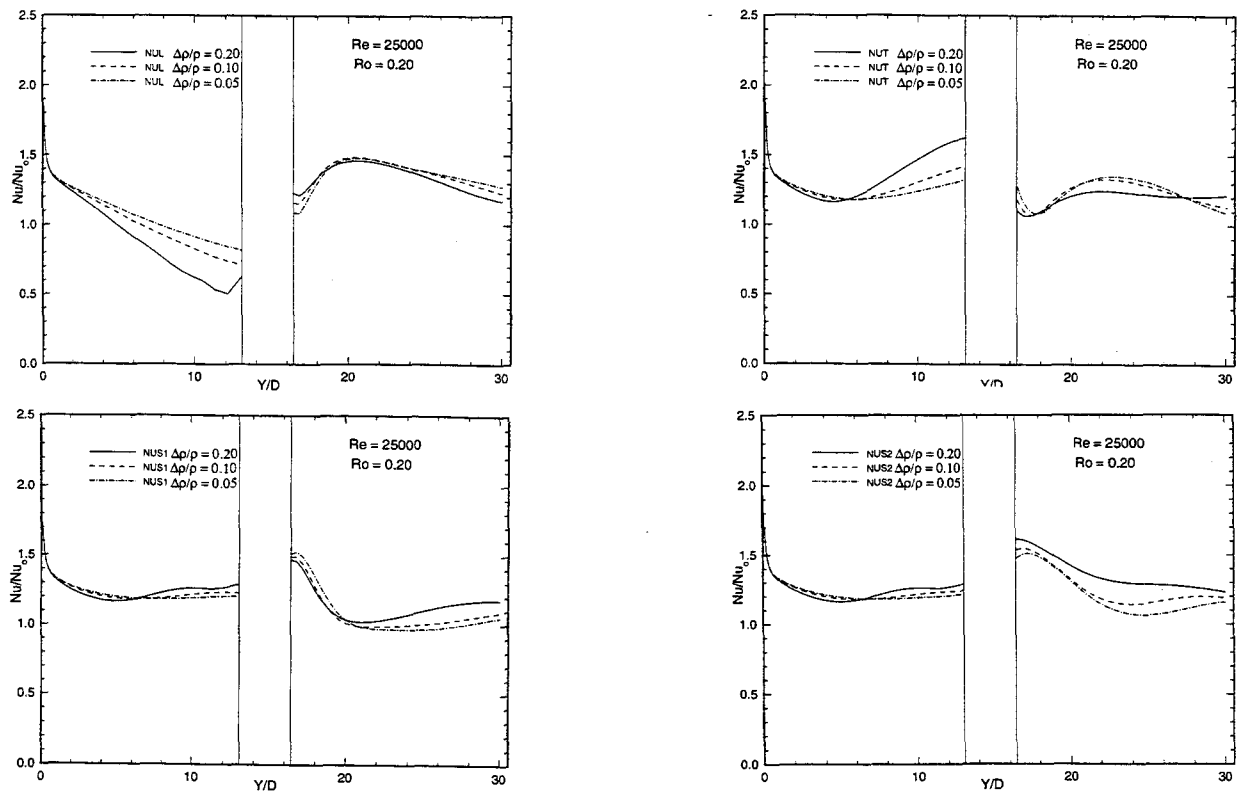 2.5
2.0
1.5
1.0
0.5
0.0
Nu/Nu₀
NUL Δρ/ρ = 0.20
NUL Δρ/ρ = 0.10
NUL Δρ/ρ = 0.05
Re = 25000
Ro = 0.20
0 10 20 30
Y/D
2.5
2.0
1.5
1.0
0.5
0.0
Nu/Nu₀
NUT Δρ/ρ = 0.20
NUT Δρ/ρ = 0.10
NUT Δρ/ρ = 0.05
Re = 25000
Ro = 0.20
0 10 20 30
Y/D
2.5
2.0
1.5
1.0
0.5
0.0
Nu/Nu₀
NUS1 Δρ/ρ = 0.20
NUS1 Δρ/ρ = 0.10
NUS1 Δρ/ρ = 0.05
Re = 25000
Ro = 0.20
0 10 20 30
Y/D
2.5
2.0
1.5
1.0
0.5
0.0
Nu/Nu₀
NUS2 Δρ/ρ = 0.20
NUS2 Δρ/ρ = 0.10
NUS2 Δρ/ρ = 0.05
Re = 25000
Ro = 0.20
0 10 20 30
Y/D